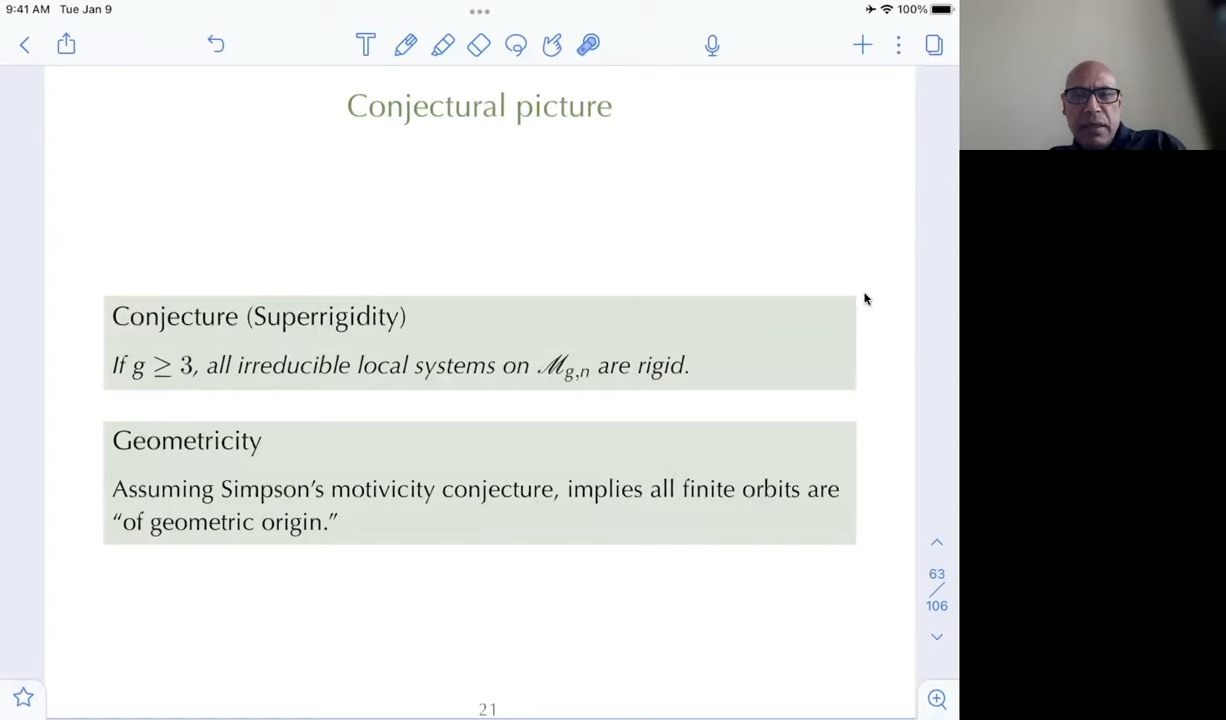 9:41 AM Tue Jan 9
100%
Conjectural picture
Conjecture (Superrigidity)
If g ≥ 3, all irreducible local systems on ℳg,n are rigid.
Geometricity
Assuming Simpson’s motivicity conjecture, implies all finite orbits are
“of geometric origin.”
63
106
21